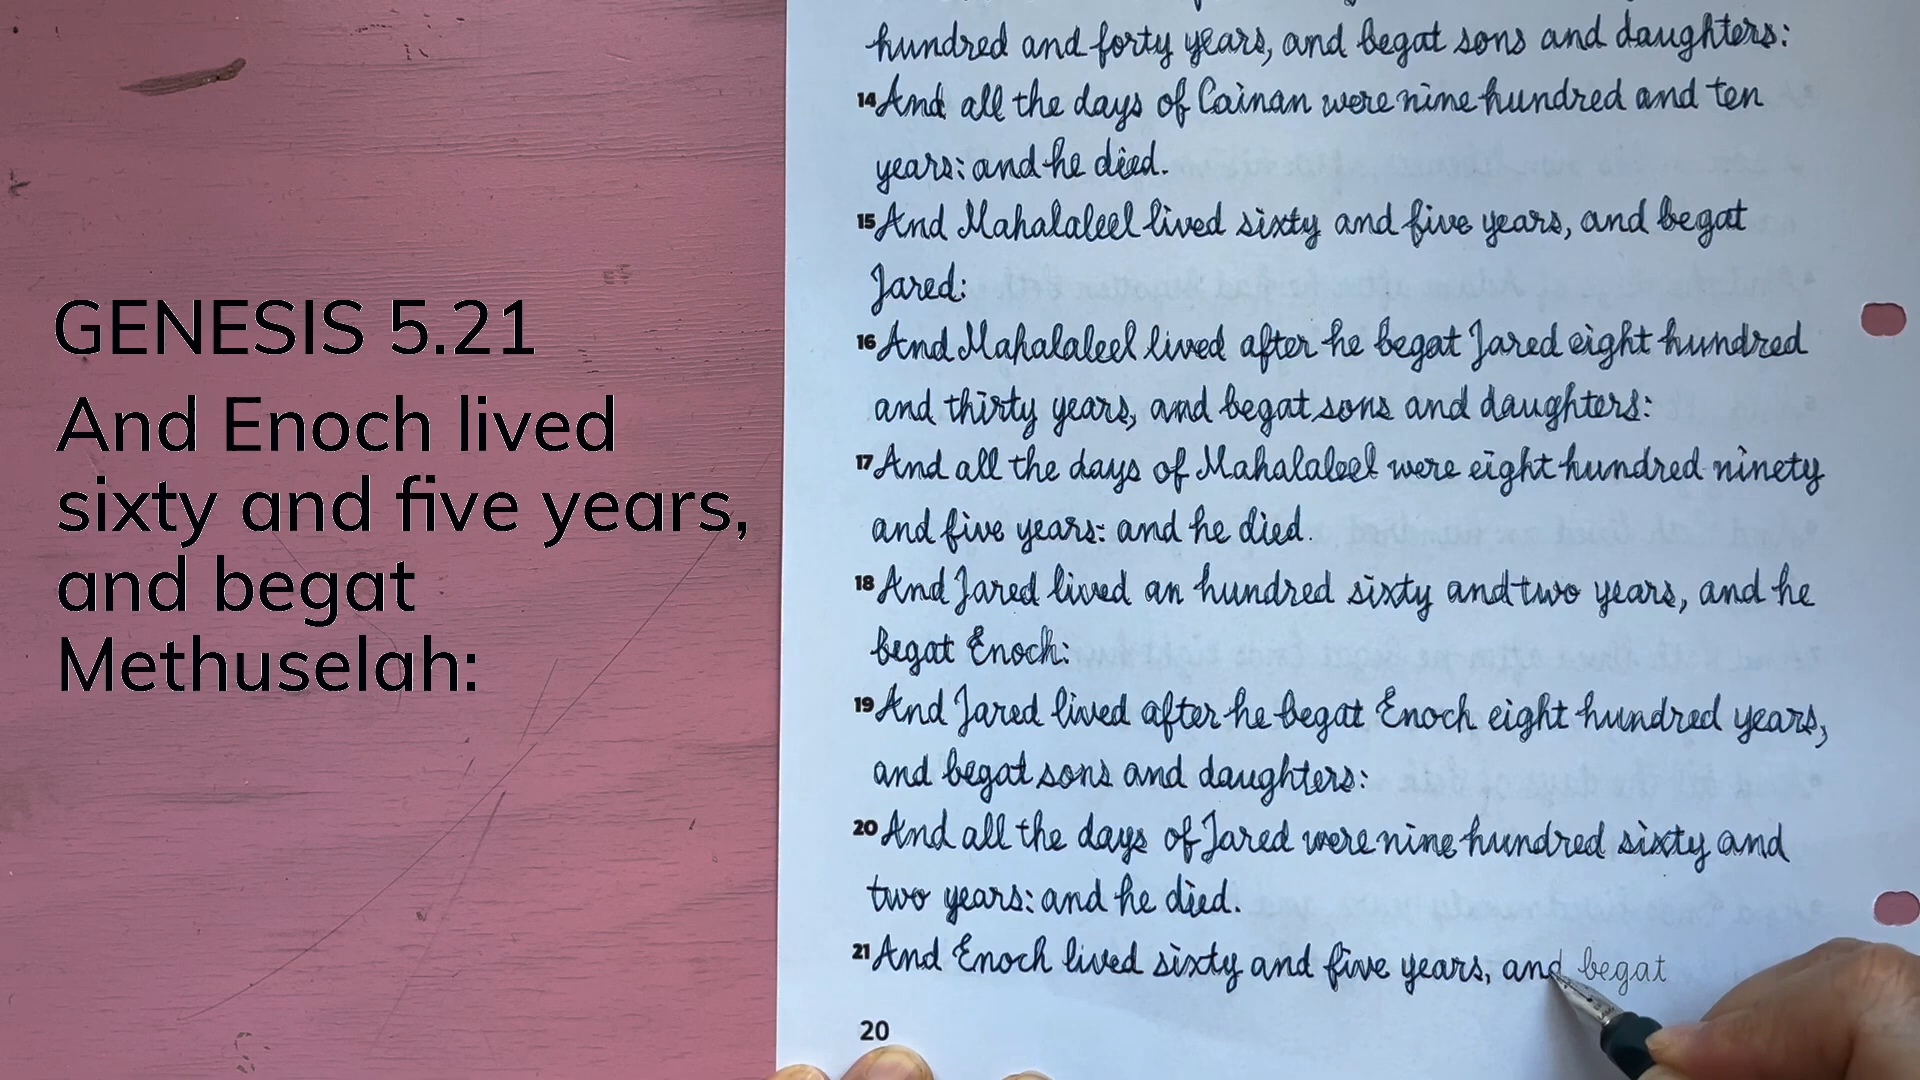 GENESIS 5.21
And Enoch lived
sixty and five years,
and begat
Methuselah:
hundred and forty years, and begat sons and daughters:
14 And all the days of Cainan were nine hundred and ten
years: and he died.
15 And Mahalaleel lived sixty and five years, and begat
Jared:
16 And Mahalaleel lived after he begat Jared eight hundred
and thirty years, and begat sons and daughters:
17 And all the days of Mahalaleel were eight hundred ninety
and five years: and he died.
18 And Jared lived an hundred sixty and two years, and he
begat Enoch:
19 And Jared lived after he begat Enoch eight hundred years,
and begat sons and daughters:
20 And all the days of Jared were nine hundred sixty and
two years: and he died.
21 And Enoch lived sixty and five years, and begat
20